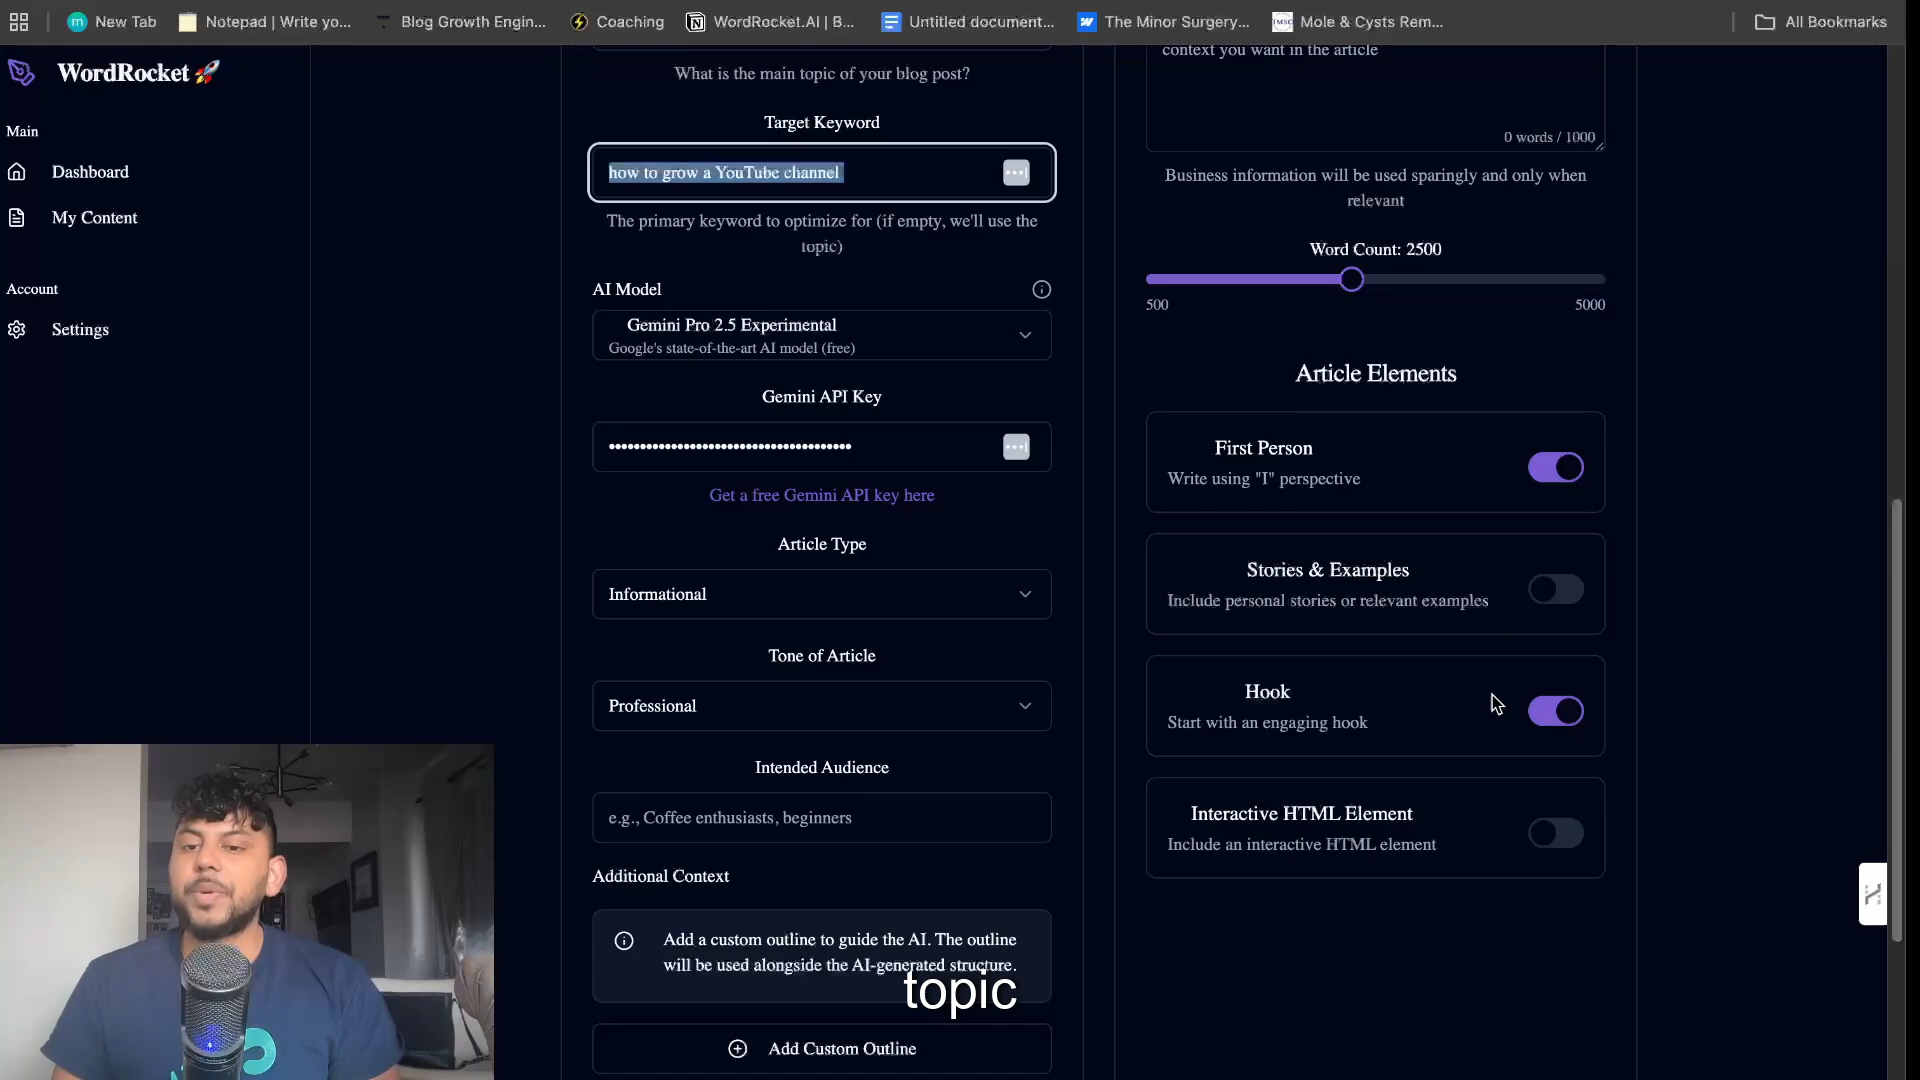 New Tab
Notepad | Write yo...
Blog Growth Engin...
Coaching
WordRocket.AI | B...
Untitled document...
The Minor Surgery...
Mole & Cysts Rem...
All Bookmarks
WordRocket 🚀
Main
Dashboard
My Content
Account
Settings
What is the main topic of your blog post?
Target Keyword
how to grow a YouTube channel
The primary keyword to optimize for (if empty, we'll use the
topic)
AI Model
Gemini Pro 2.5 Experimental
Google's state-of-the-art AI model (free)
Gemini API Key
Get a free Gemini API key here
Article Type
Informational
Tone of Article
Professional
Intended Audience
e.g., Coffee enthusiasts, beginners
Additional Context
Add a custom outline to guide the AI. The outline
will be used alongside the AI-generated structure.
topic
Add Custom Outline
context you want in the article
0 words / 1000
Business information will be used sparingly and only when
relevant
Word Count: 2500
500
5000
Article Elements
First Person
Write using "I" perspective
Stories & Examples
Include personal stories or relevant examples
Hook
Start with an engaging hook
Interactive HTML Element
Include an interactive HTML element